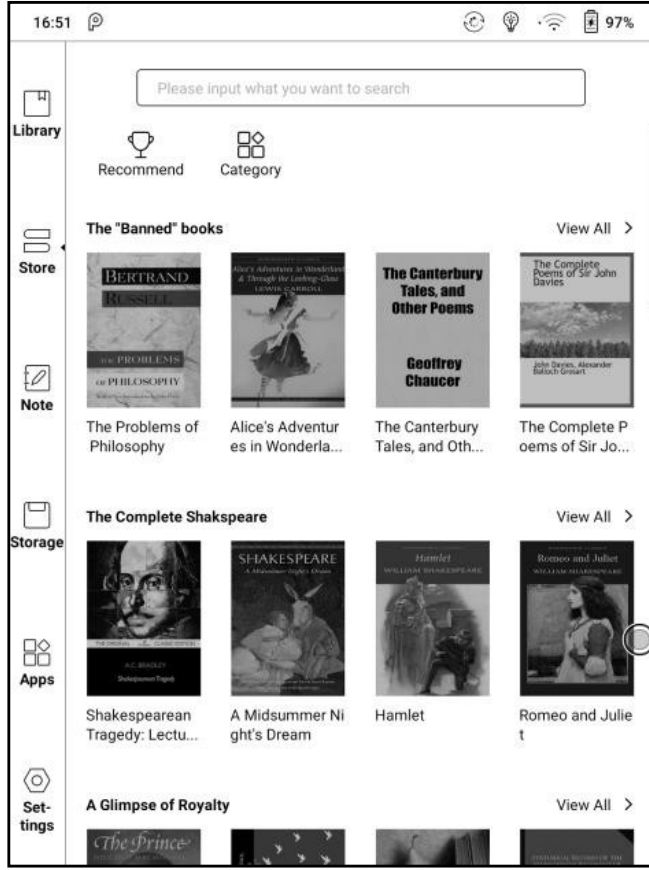 16:51 97%
Please input what you want to search
Library
Recommend Category
The "Banned" books View All >
Store
BERTRAND
RUSSELL
THE PROBLEMS
OF PHILOSOPHY
Alice's Adventures in Wonderland
& Through the Looking-Glass
LEWIS CARROLL
The Canterbury
Tales, and
Other Poems
Geoffrey
Chaucer
The Complete
Poems of Sir John
Davies
John Davies, Alexander
Balloch Grosart
Note
The Problems of
Philosophy
Alice's Adventur
es in Wonderla...
The Canterbury
Tales, and Oth...
The Complete P
oems of Sir Jo...
The Complete Shakspeare View All >
Storage
THE ORIGINAL CLASSIC EDITION
A.C. BRADLEY
Shakespearean Tragedy
SHAKESPEARE
A Midsummer Night's Dream
Hamlet
WILLIAM SHAKESPEARE
Romeo and Juliet
WILLIAM SHAKESPEARE
Apps
Shakespearean
Tragedy: Lectu...
A Midsummer Ni
ght's Dream
Hamlet
Romeo and Julie
t
Set-
tings
A Glimpse of Royalty View All >
The Prince